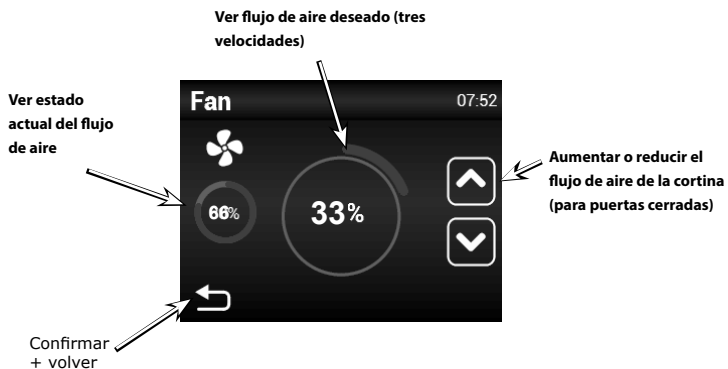 Ver flujo de aire deseado (tres
velocidades)
Ver estado
actual del flujo
de aire
Fan
07:52
66%
33%
Aumentar o reducir el
flujo de aire de la cortina
(para puertas cerradas)
Confirmar
+ volver